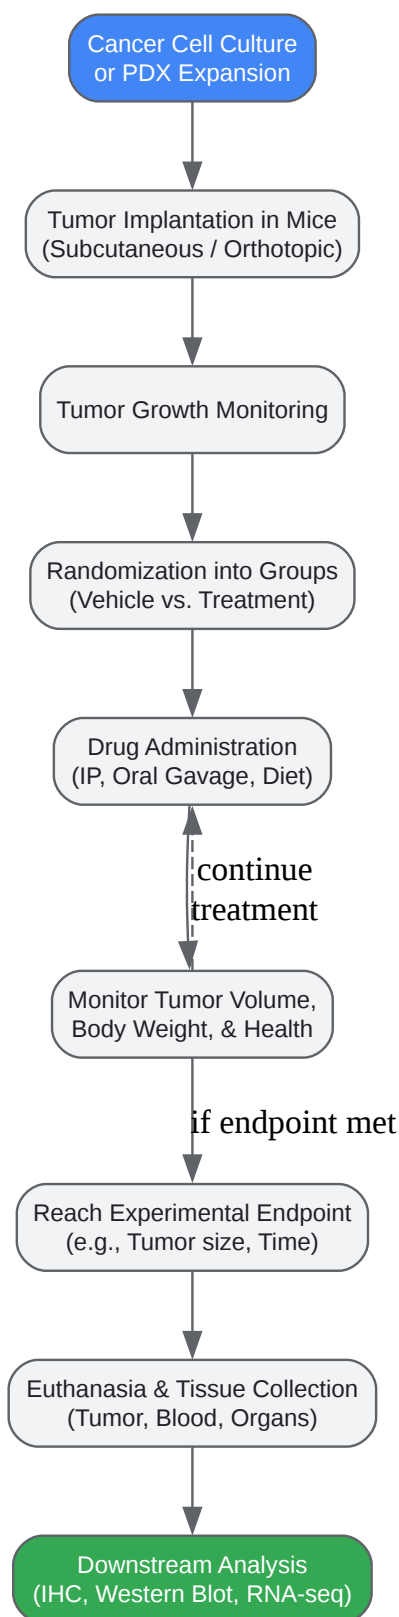 Cancer Cell Culture
or PDX Expansion
Tumor Implantation in Mice
(Subcutaneous / Orthotopic)
Tumor Growth Monitoring
Randomization into Groups
(Vehicle vs. Treatment)
Drug Administration
(IP, Oral Gavage, Diet)
continue
treatment
Monitor Tumor Volume,
Body Weight, & Health
if endpoint met
Reach Experimental Endpoint
(e.g., Tumor size, Time)
Euthanasia & Tissue Collection
(Tumor, Blood, Organs)
Downstream Analysis
(IHC, Western Blot, RNA-seq)